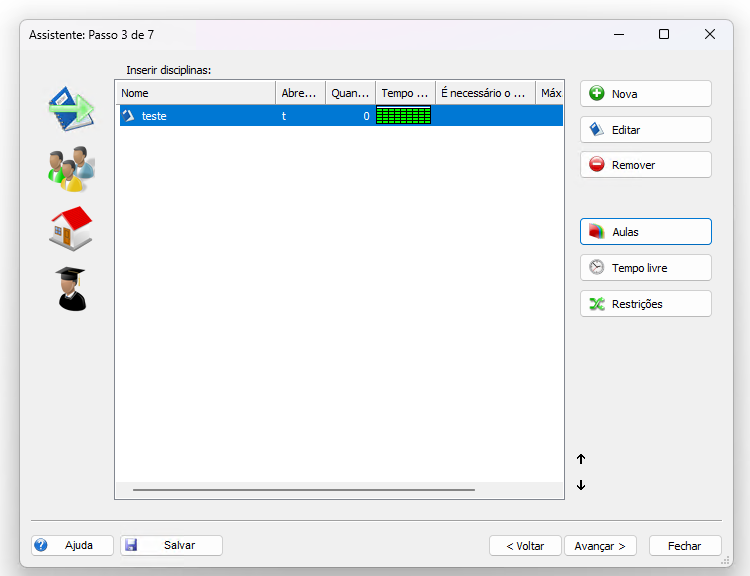 Assistente: Passo 3 de 7
Inserir disciplinas:
Nome Abre... Quan... Tempo ... É necessário o ... Máx
teste t 0
Nova
Editar
Remover
Aulas
Tempo livre
Restrições
Ajuda Salvar < Voltar Avançar > Fechar